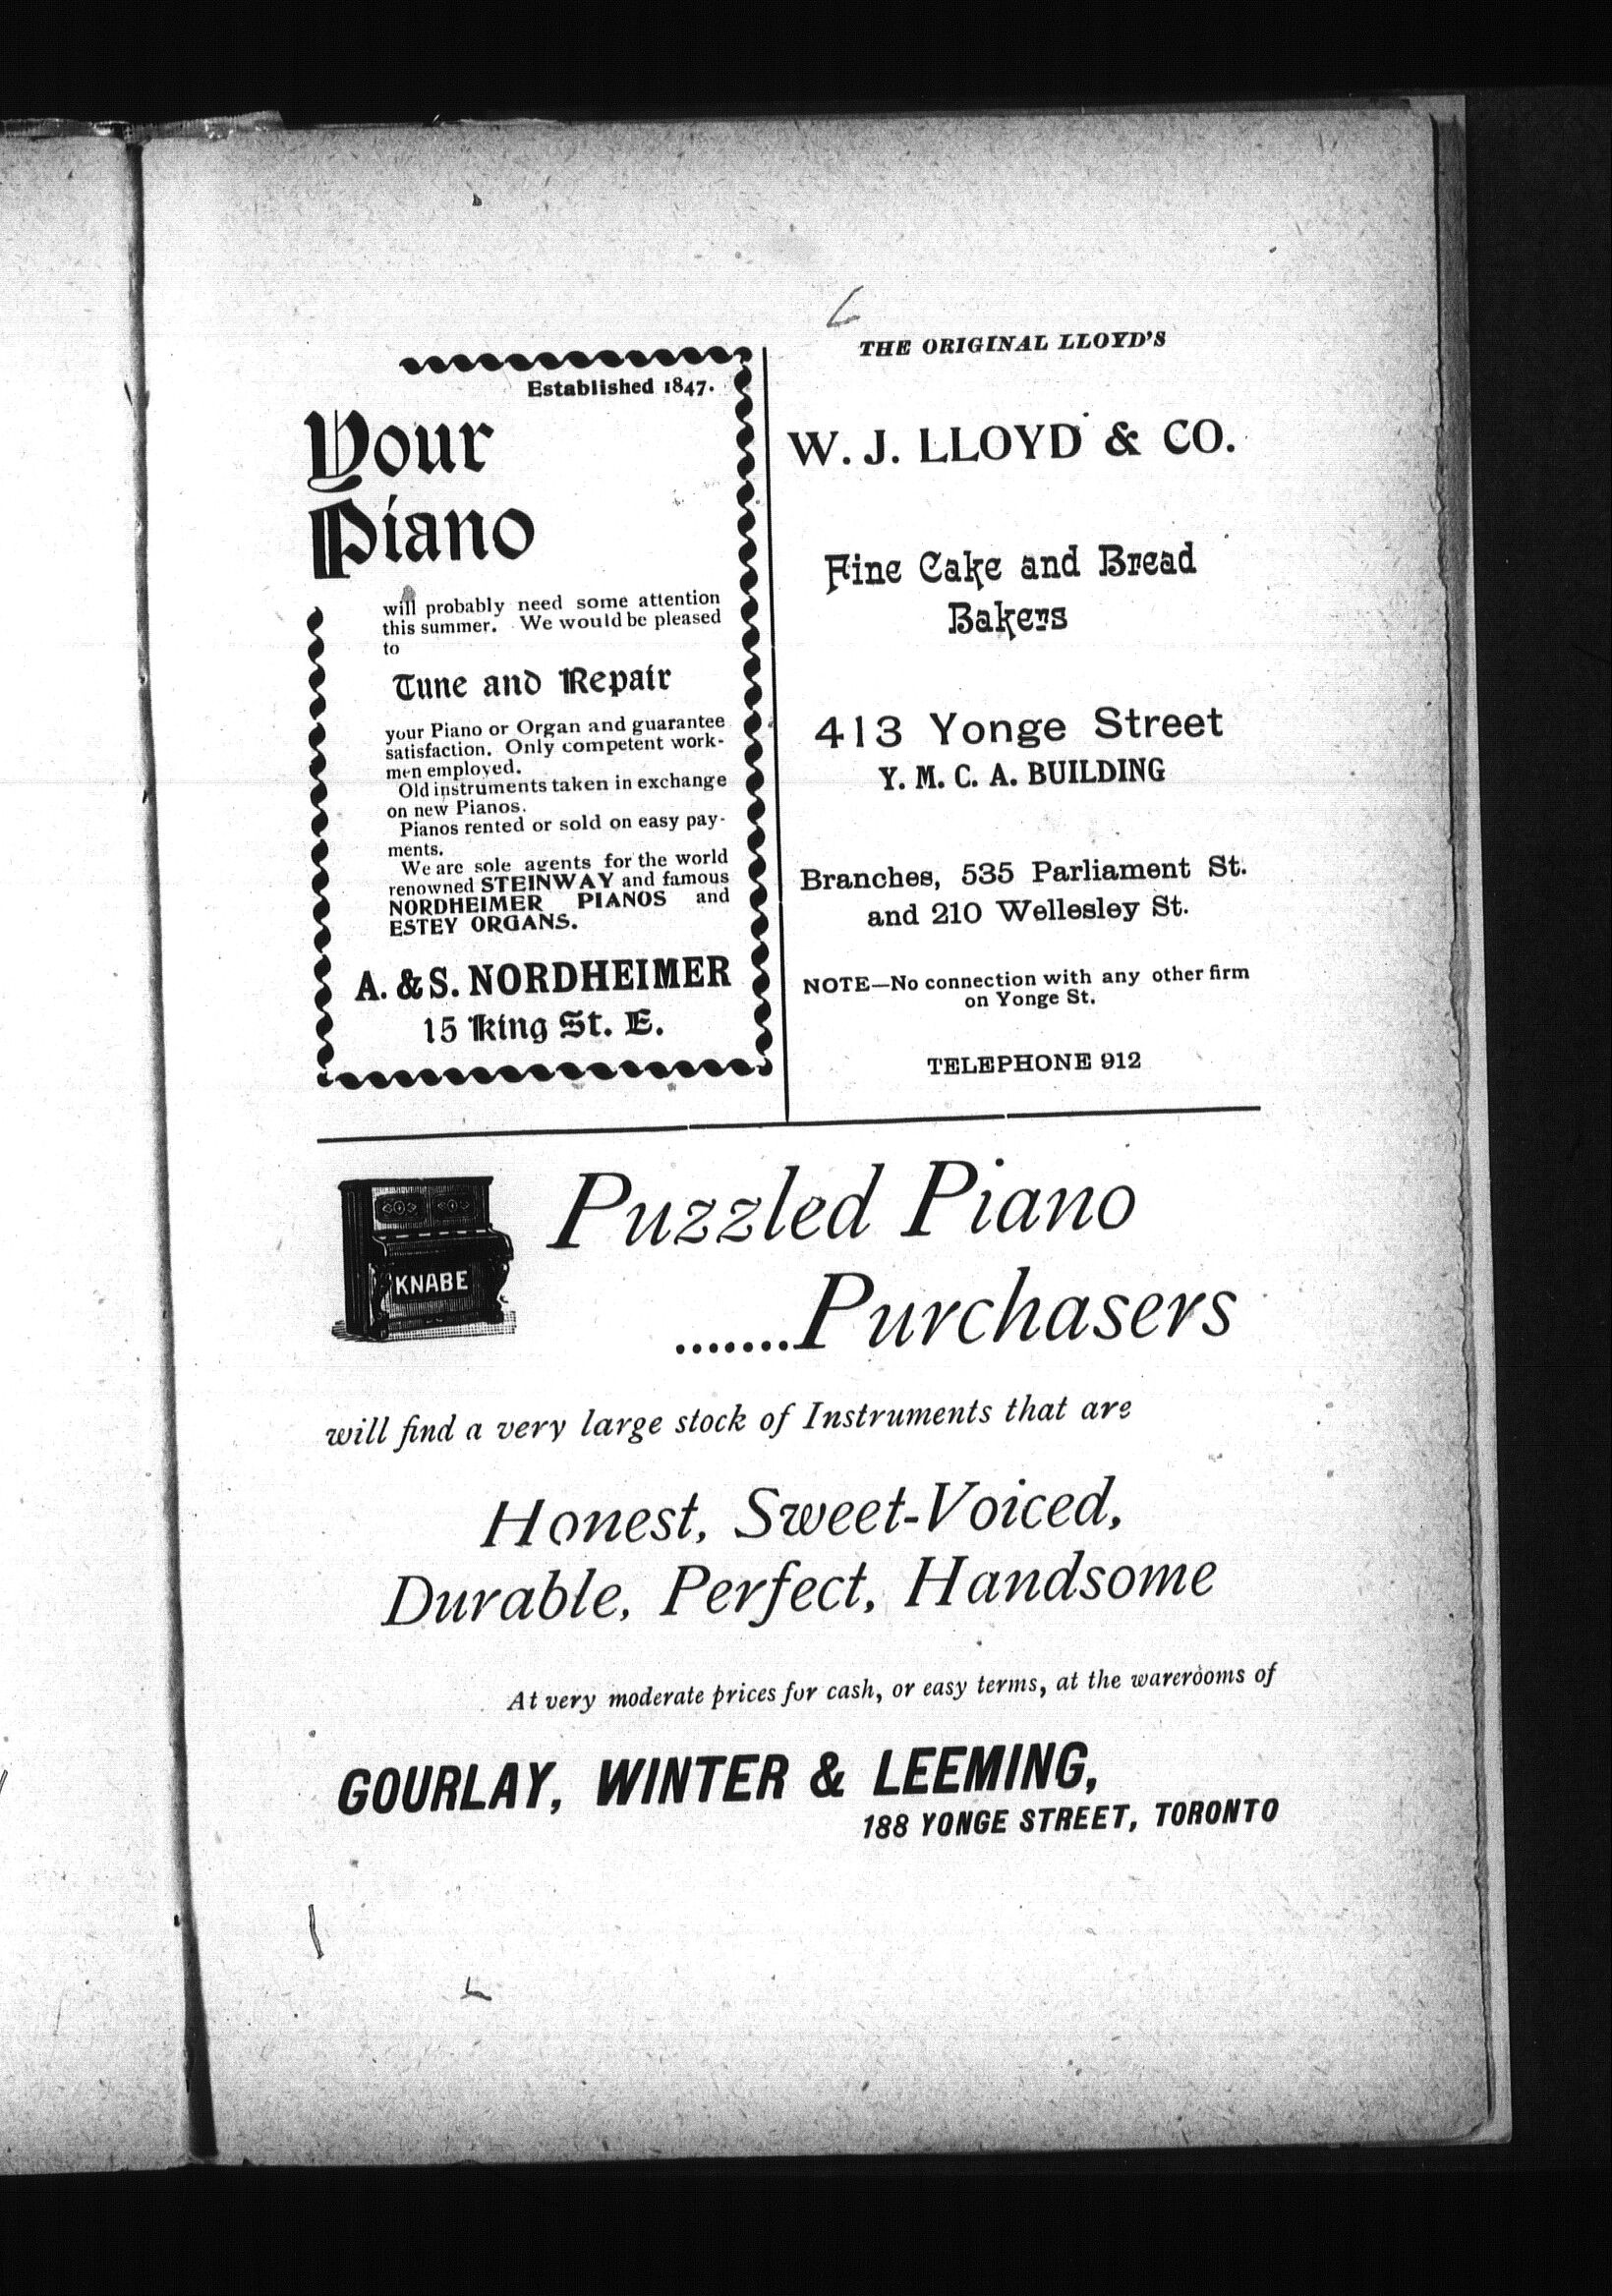 Established 1847.
Your
Piano
will probably need some attention
this summer. We would be pleased
to
Tune and Repair
your Piano or Organ and guarantee
satisfaction. Only competent work-
men employed.
Old instruments taken in exchange
on new Pianos.
Pianos rented or sold on easy pay-
ments.
We are sole agents for the world
renowned STEINWAY and famous
NORDHEIMER PIANOS and
ESTEY ORGANS.
A. & S. NORDHEIMER
15 King St. E.
THE ORIGINAL LLOYD'S
W. J. LLOYD & CO.
Fine Cake and Bread
Bakers
413 Yonge Street
Y. M. C. A. BUILDING
Branches, 535 Parliament St.
and 210 Wellesley St.
NOTE—No connection with any other firm
on Yonge St.
TELEPHONE 912
KNABE
Puzzled Piano
.......Purchasers
will find a very large stock of Instruments that are
Honest, Sweet-Voiced,
Durable, Perfect, Handsome
At very moderate prices for cash, or easy terms, at the warerooms of
GOURLAY, WINTER & LEEMING,
188 YONGE STREET, TORONTO